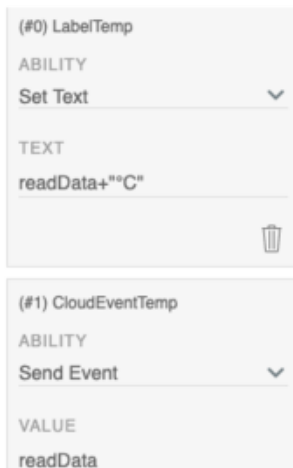 (#0) LabelTemp
ABILITY
Set Text
TEXT
readData+"°C"
(#1) CloudEventTemp
ABILITY
Send Event
VALUE
readData